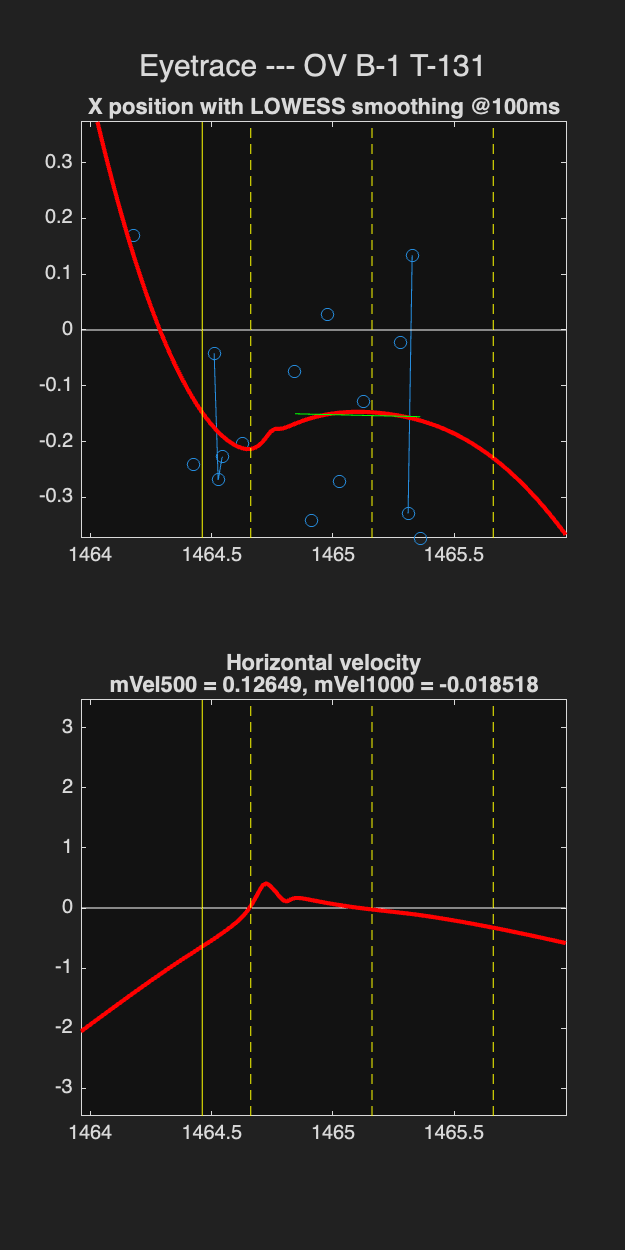 Eyetrace --- OV B-1 T-131
X position with LOWESS smoothing @100ms
0.3
0.2
0.1
0
-0.1
-0.2
-0.3
1464 1464.5 1465 1465.5
Horizontal velocity
mVel500 = 0.12649, mVel1000 = -0.018518
3
2
1
0
-1
-2
-3
1464 1464.5 1465 1465.5